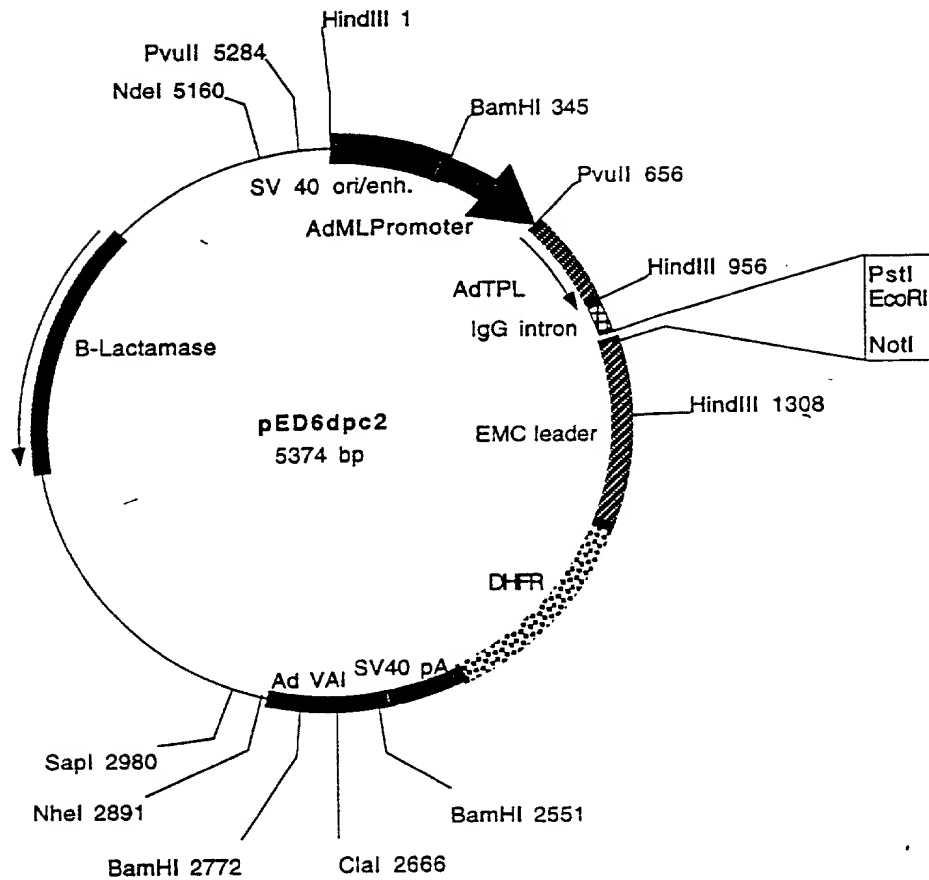 HindIII 1
PvuII 5284
NdeI 5160
BamHI 345
SV 40 ori/enh.
PvuII 656
AdMLPromoter
HindIII 956
PstI
EcoRI
NotI
AdTPL
IgG intron
B-Lactamase
HindIII 1308
pED6dpc2
EMC leader
5374 bp
DHFR
SV40 pA
Ad VAI
SapI 2980
NheI 2891
BamHI 2551
BamHI 2772
ClaI 2666